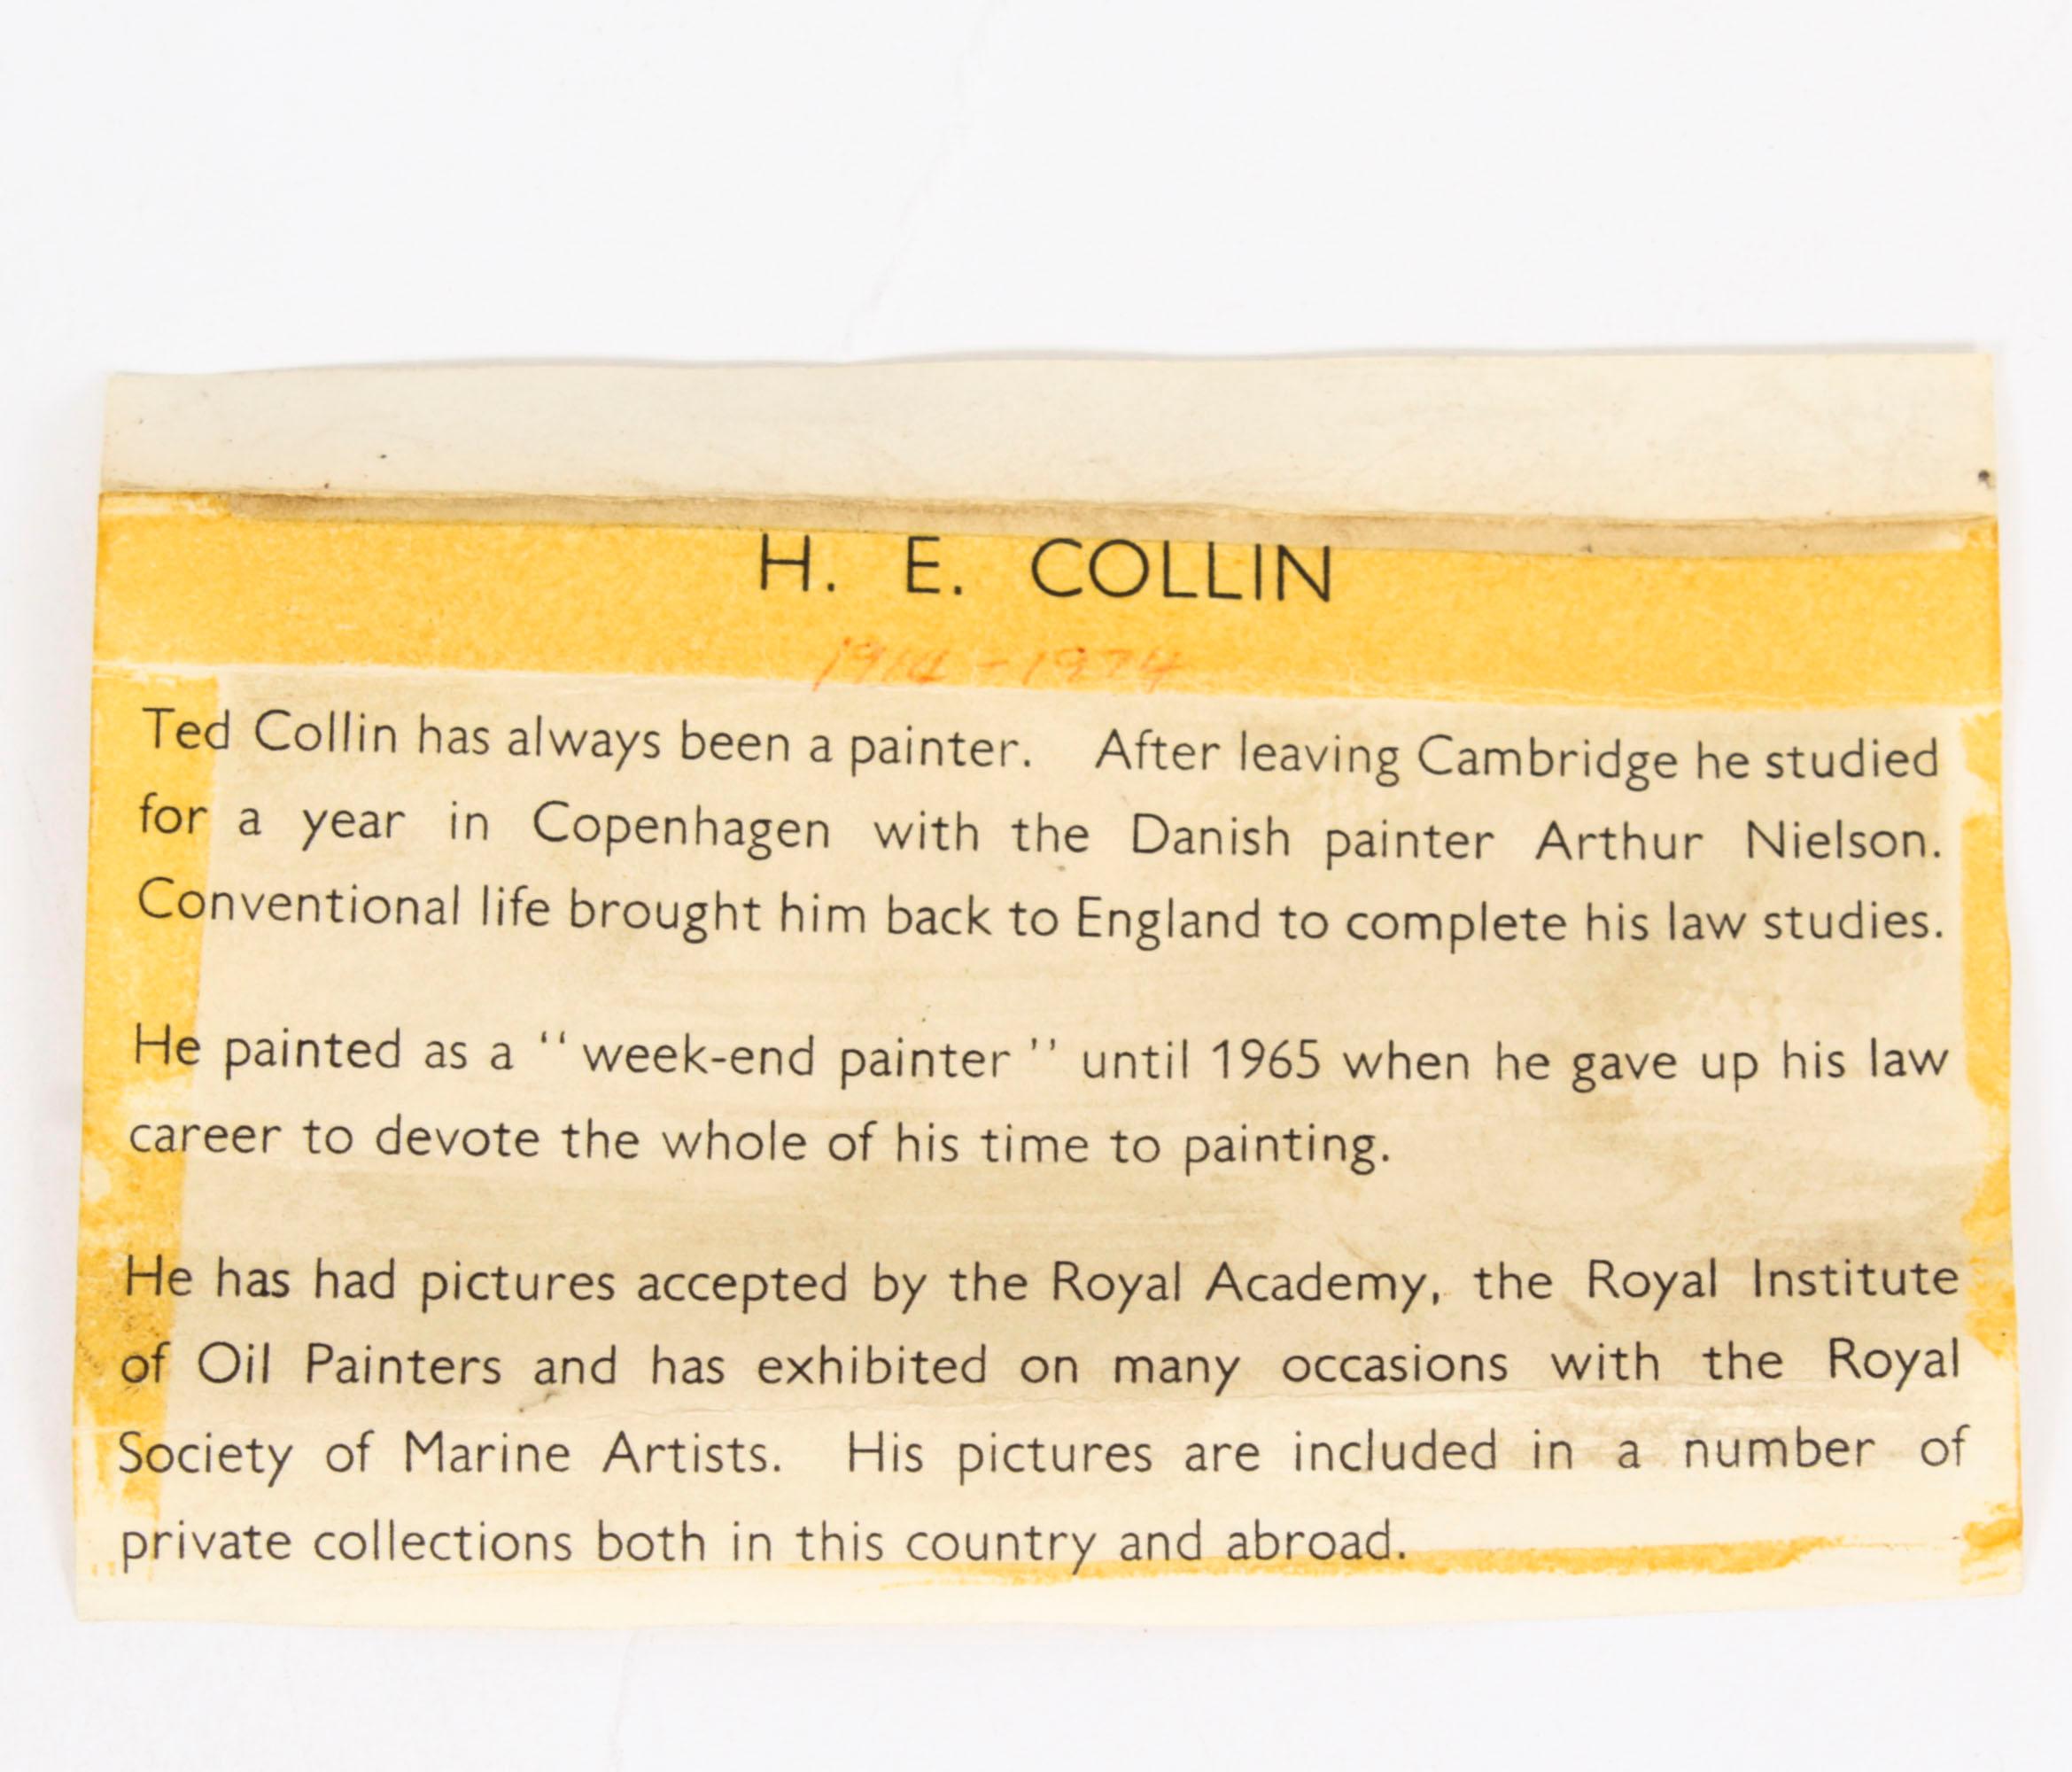 H. E. COLLIN
1914 - 1974
Ted Collin has always been a painter. After leaving Cambridge he studied
for a year in Copenhagen with the Danish painter Arthur Nielson.
Conventional life brought him back to England to complete his law studies.
He painted as a “ week-end painter ” until 1965 when he gave up his law
career to devote the whole of his time to painting.
He has had pictures accepted by the Royal Academy, the Royal Institute
of Oil Painters and has exhibited on many occasions with the Royal
Society of Marine Artists. His pictures are included in a number of
private collections both in this country and abroad.